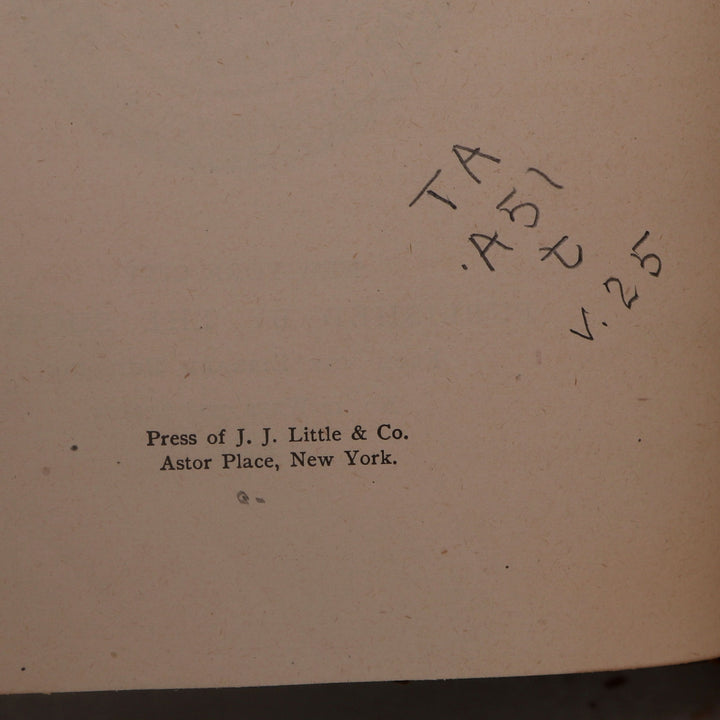 TA
.A51
t
v.25
Press of J. J. Little & Co.
Astor Place, New York.